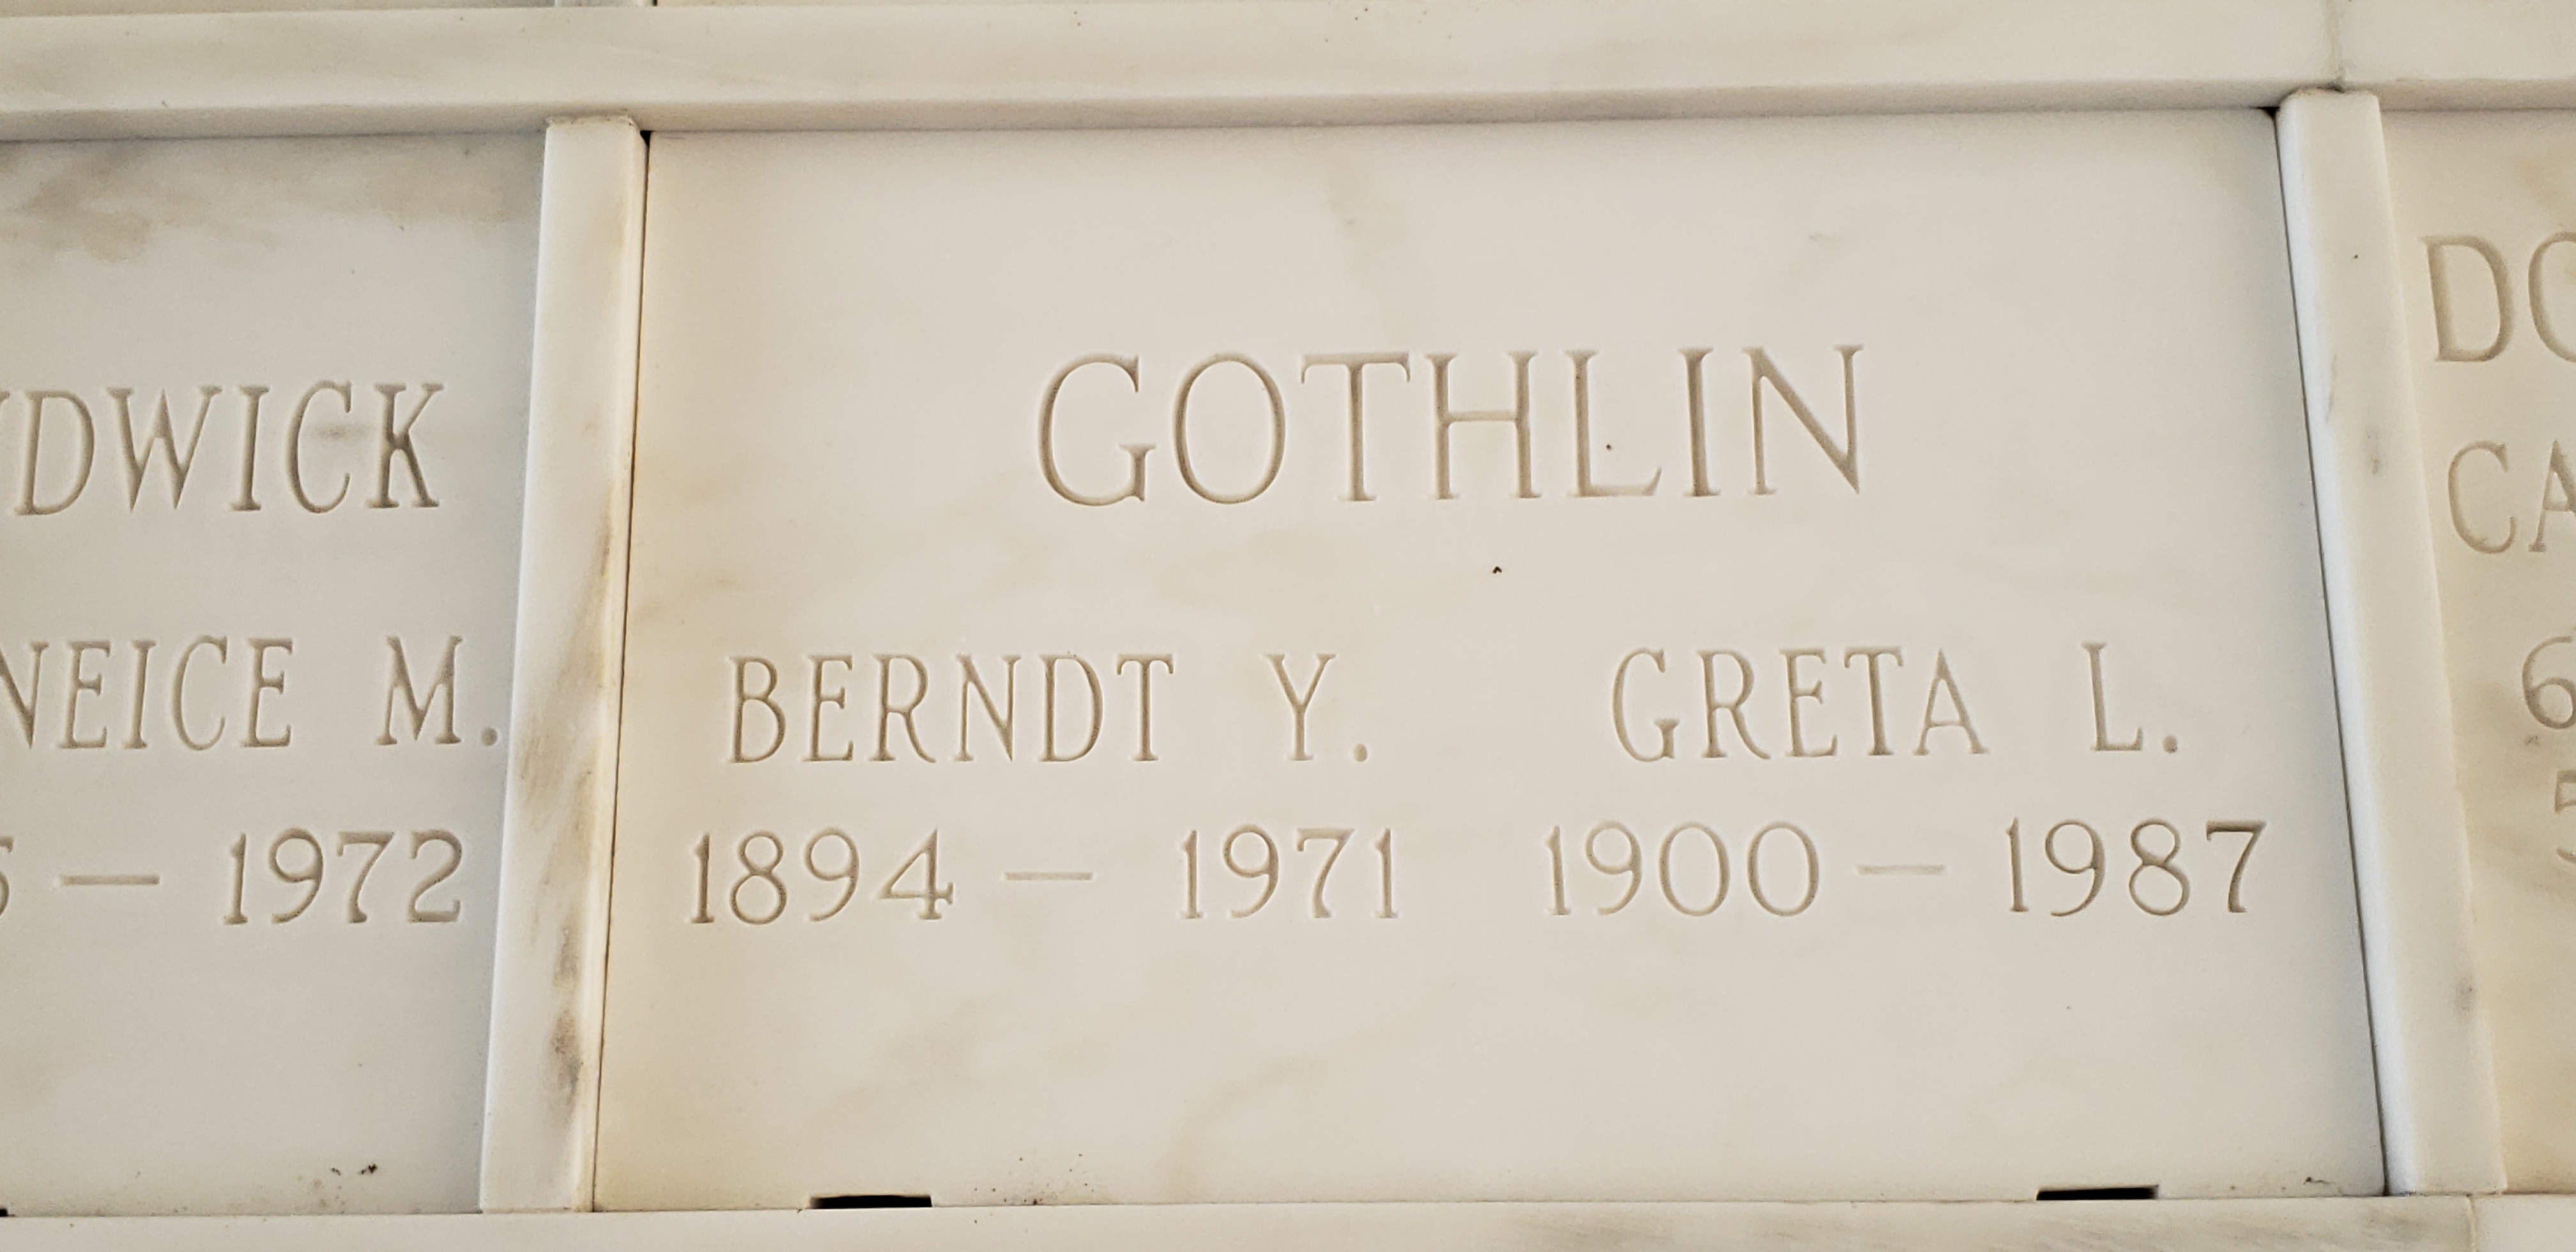 GOTHLIN
BERNDT Y. GRETA L.
1894 — 1971 1900 — 1987
DWICK
NEICE M.
— 1972